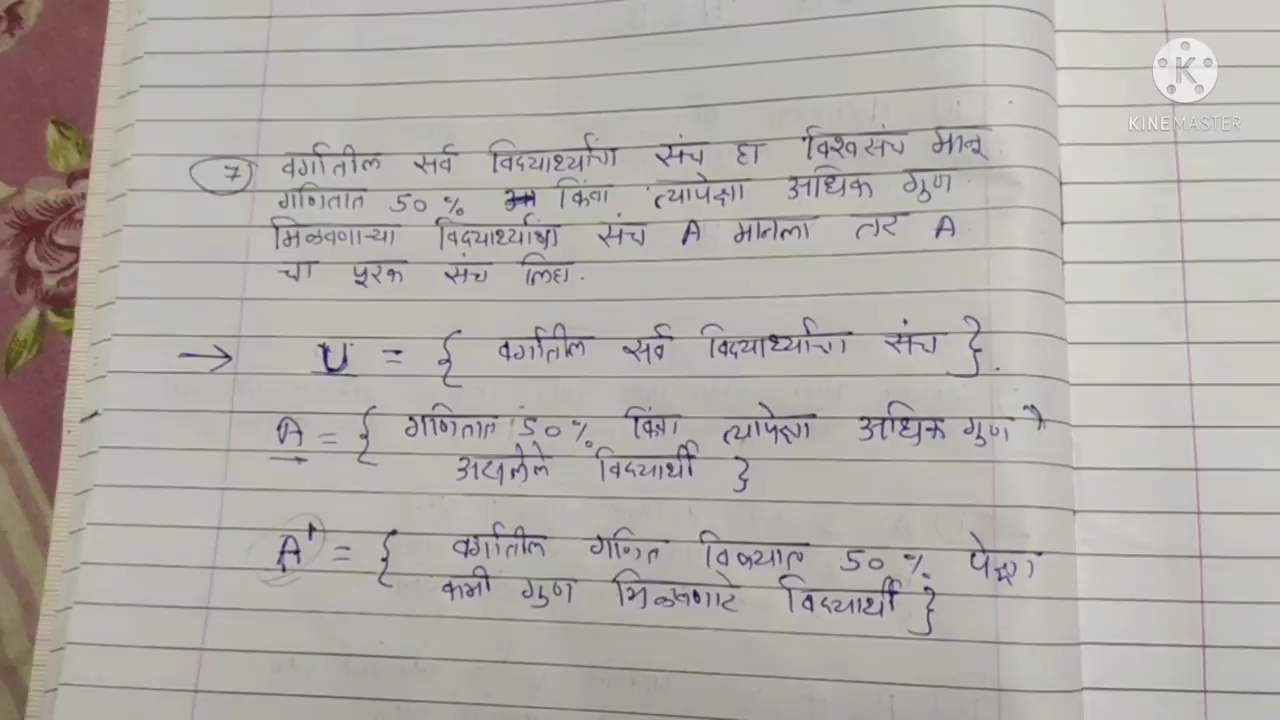 7 वर्गातील सर्व विद्यार्थ्यांचा संच हा विश्वसंच मानू
गणितात 50% किंवा त्यापेक्षा अधिक गुण
मिळवणाऱ्या विद्यार्थ्यांचा संच A मानला तर A
चा पूरक संच लिहा.
→ U = { वर्गातील सर्व विद्यार्थ्यांचा संच }.
A = { गणितात 50% किंवा त्यापेक्षा अधिक गुण
असलेले विद्यार्थी }
A' = { वर्गातील गणित विषयात 50% पेक्षा
कमी गुण मिळवणारे विद्यार्थी }
K
KINEMASTER